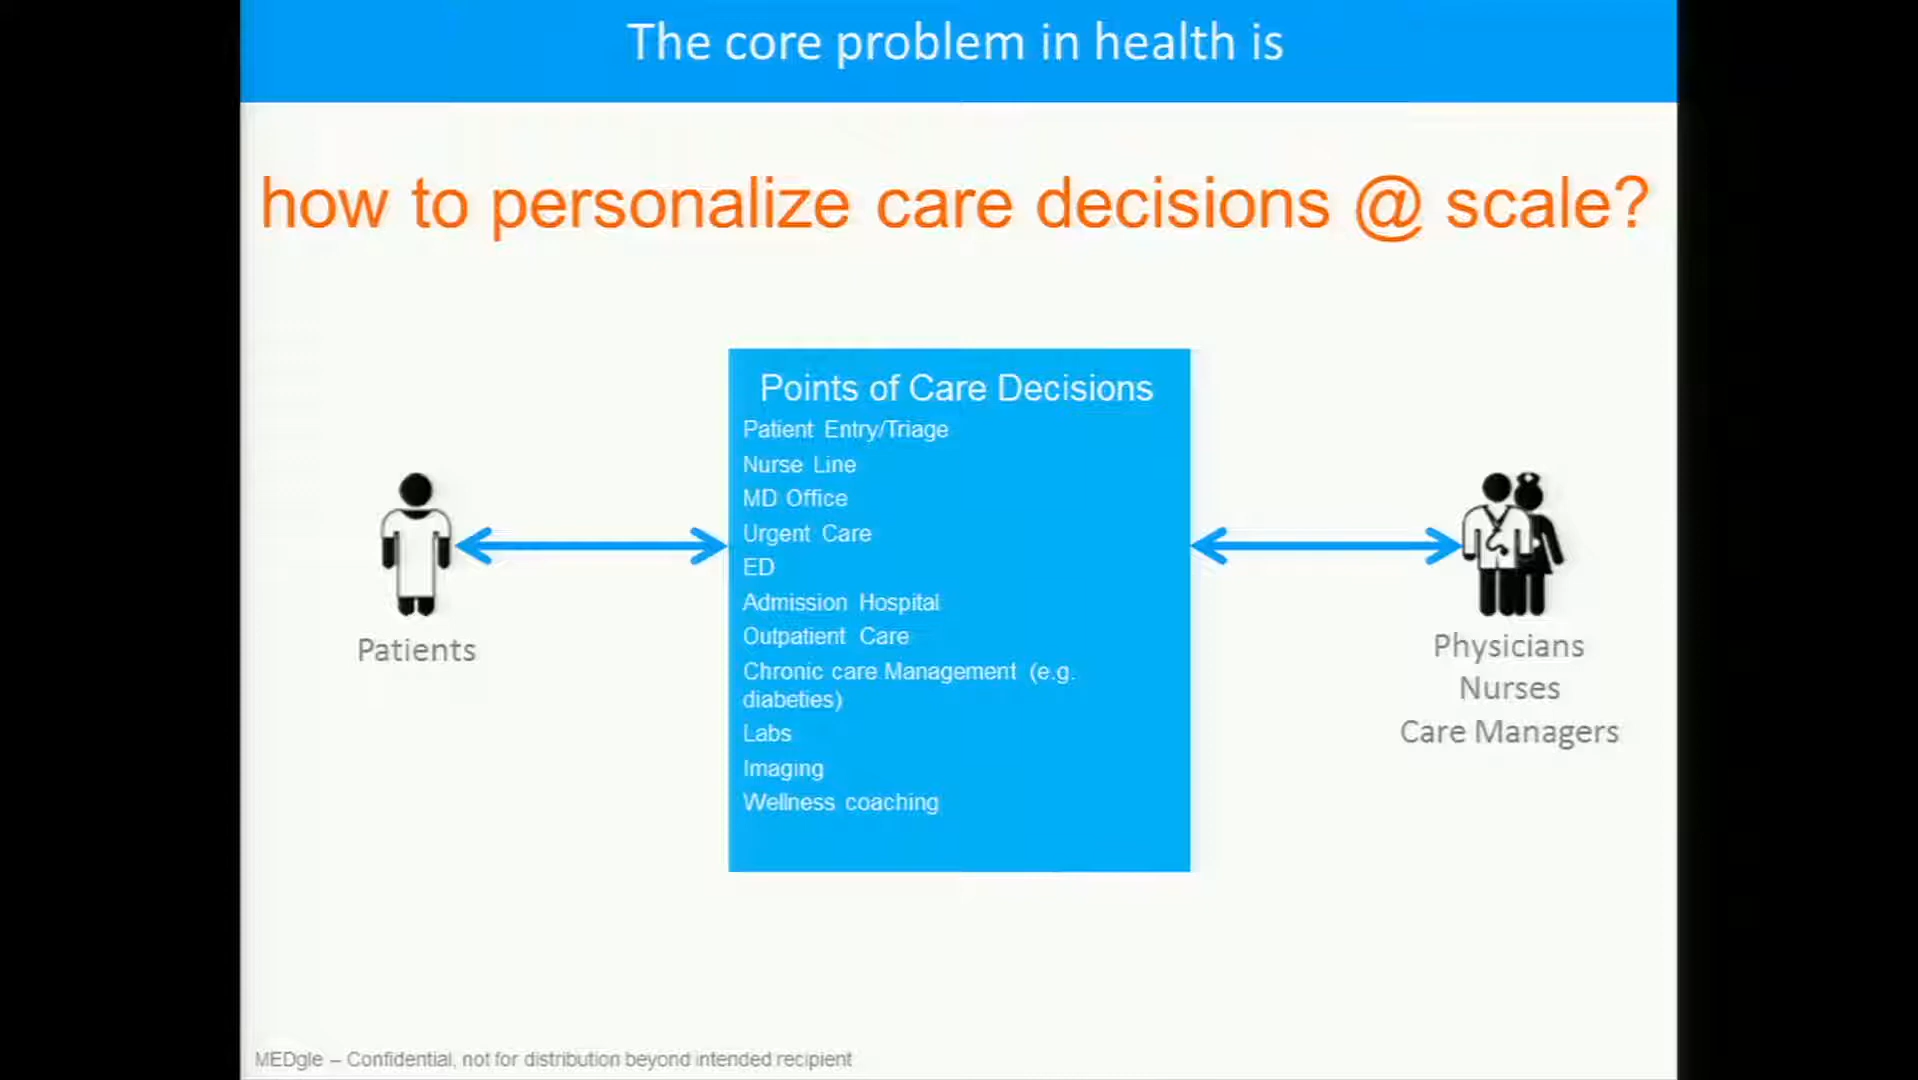 The core problem in health is
how to personalize care decisions @ scale?
Points of Care Decisions
Patient Entry/Triage
Nurse Line
MD Office
Urgent Care
ED
Admission Hospital
Outpatient Care
Chronic care Management (e.g.
diabeties)
Labs
Imaging
Wellness coaching
Patients
Physicians
Nurses
Care Managers
MEDgle – Confidential, not for distribution beyond intended recipient